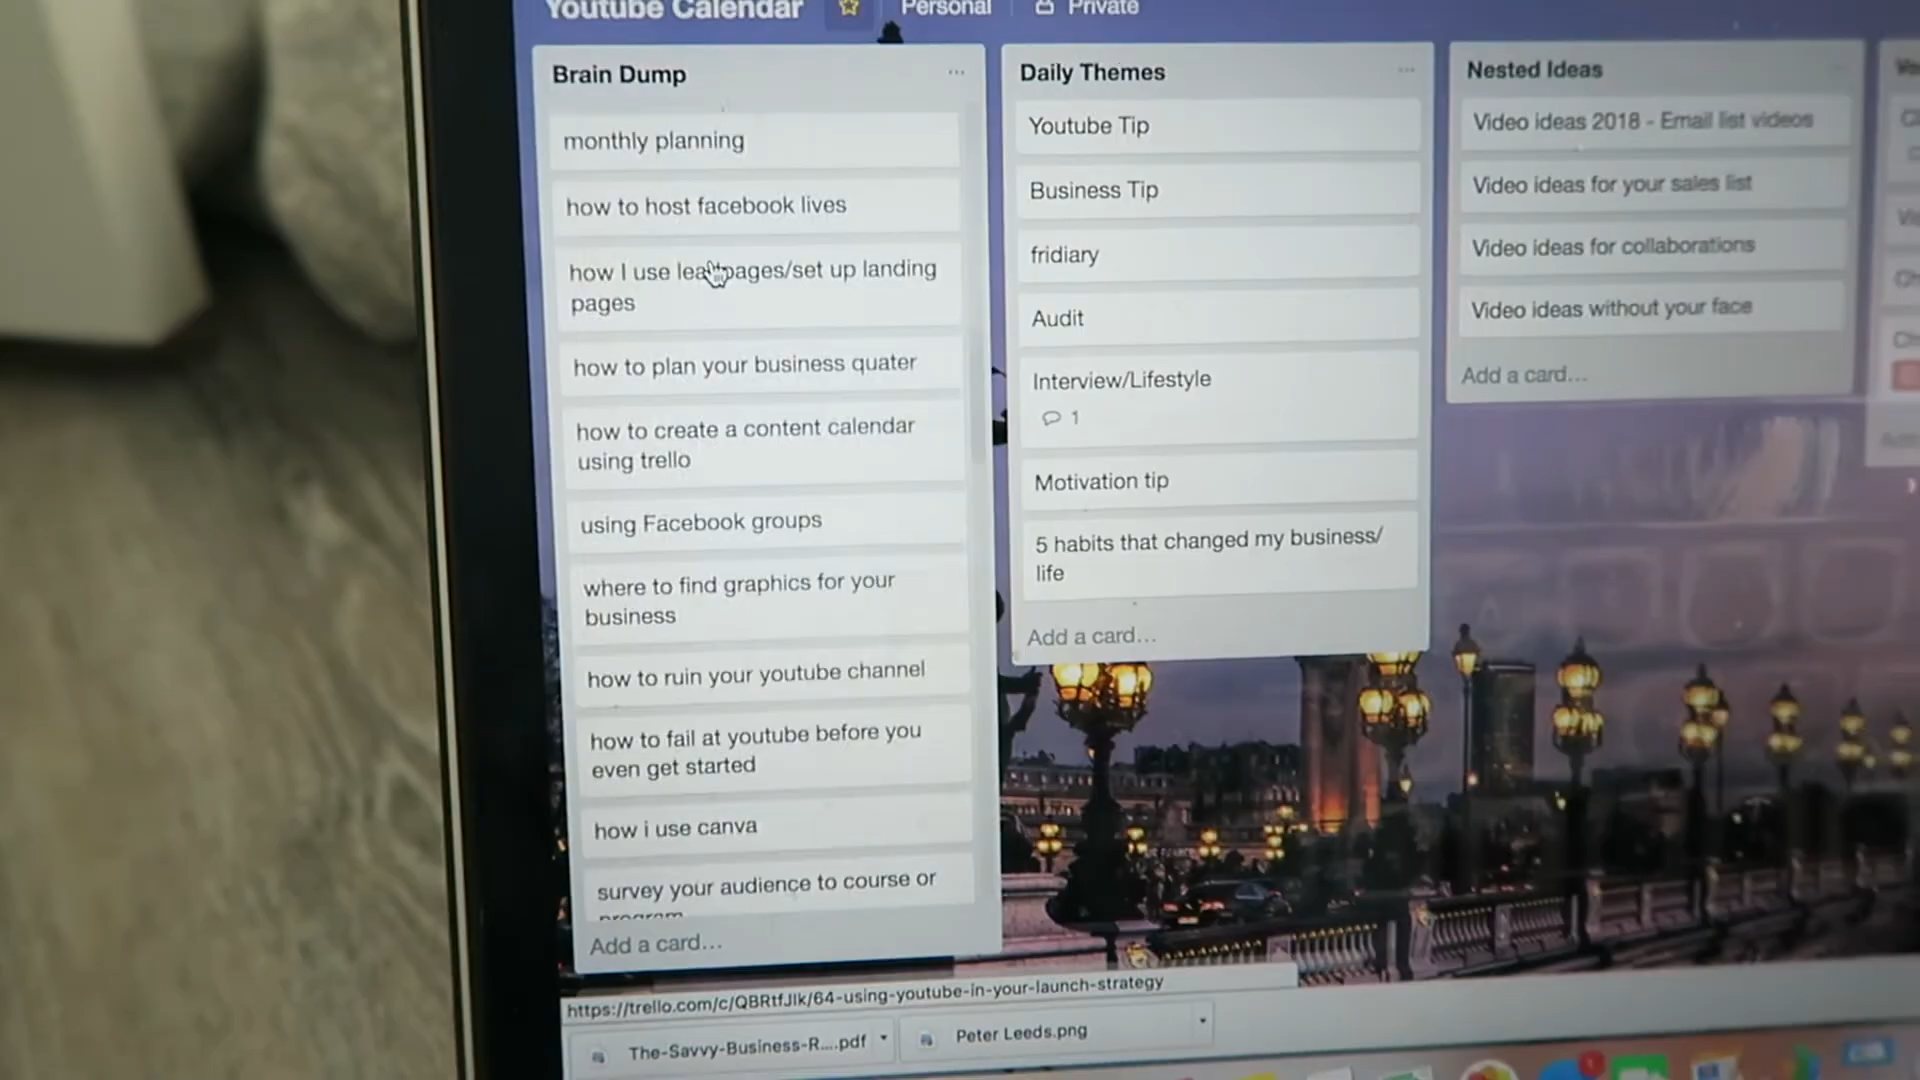 Youtube Calendar
Personal
Private
Brain Dump
monthly planning
how to host facebook lives
how I use leadpages/set up landing
pages
how to plan your business quater
how to create a content calendar
using trello
using Facebook groups
where to find graphics for your
business
how to ruin your youtube channel
how to fail at youtube before you
even get started
how i use canva
survey your audience to course or
program
Add a card...
Daily Themes
Youtube Tip
Business Tip
fridiary
Audit
Interview/Lifestyle
1
Motivation tip
5 habits that changed my business/
life
Add a card...
Nested Ideas
Video ideas 2018 - Email list videos
Video ideas for your sales list
Video ideas for collaborations
Video ideas without your face
Add a card...
https://trello.com/c/QBRtfJIk/64-using-youtube-in-your-launch-strategy
The-Savvy-Business-R....pdf
Peter Leeds.png